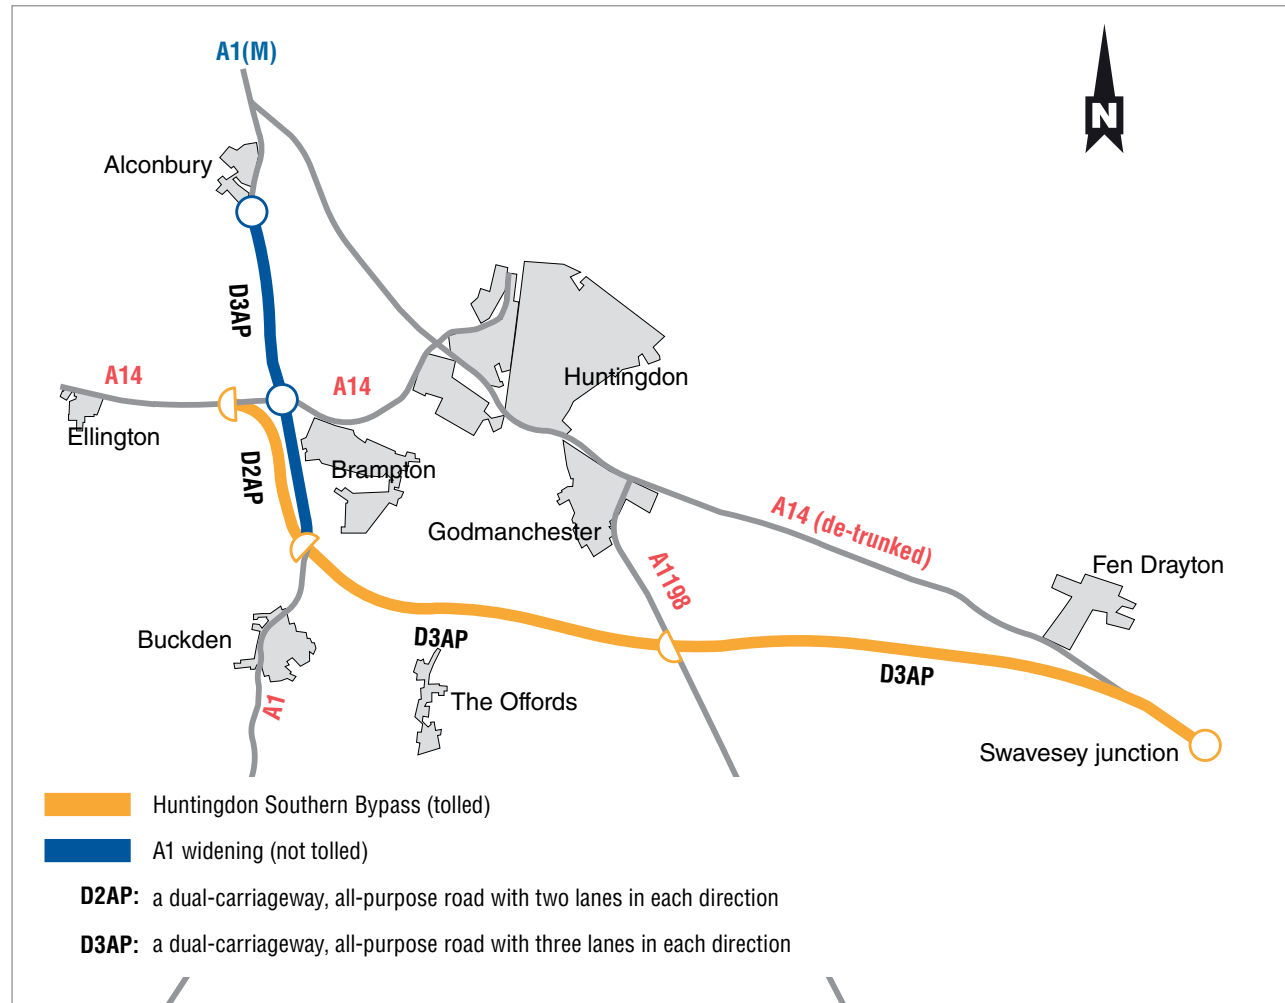 A1(M)
N
Alconbury
D3AP
Huntingdon
A14
A14
Ellington
D2AP
Brampton
Godmanchester
A14 (de-trunked)
A1198
Fen Drayton
Buckden
D3AP
D3AP
A1
The Offords
Swavesey junction
Huntingdon Southern Bypass (tolled)
A1 widening (not tolled)
D2AP: a dual-carriageway, all-purpose road with two lanes in each direction
D3AP: a dual-carriageway, all-purpose road with three lanes in each direction